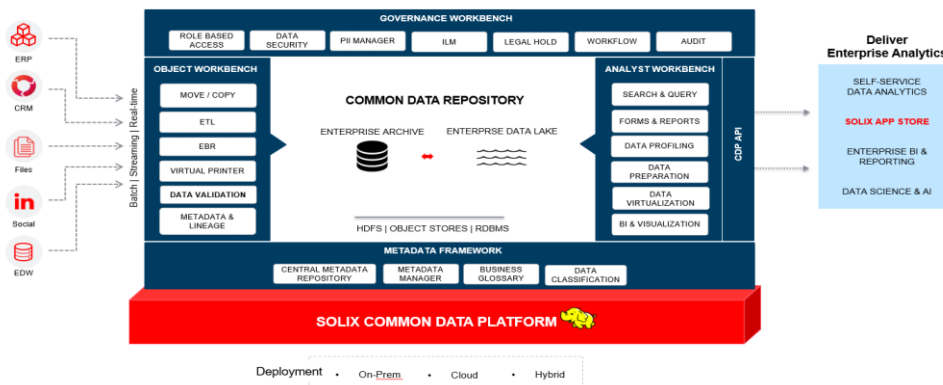 GOVERNANCE WORKBENCH
ROLE BASED
ACCESS
DATA
SECURITY
PII MANAGER
ILM
LEGAL HOLD
WORKFLOW
AUDIT
ERP
CRM
Files
in
Social
EDW
Batch | Streaming | Real-time
OBJECT WORKBENCH
MOVE / COPY
ETL
EBR
VIRTUAL PRINTER
DATA VALIDATION
METADATA &
LINEAGE
COMMON DATA REPOSITORY
ENTERPRISE ARCHIVE
ENTERPRSE DATA LAKE
HDFS | OBJECT STORES | RDBMS
ANALYST WORKBENCH
SEARCH & QUERY
FORMS & REPORTS
DATA PROFILING
DATA
PREPARATION
DATA
VIRTUALIZATION
BI & VISUALIZATION
CDP API
Deliver
Enterprise Analytics
SELF-SERVICE
DATA ANALYTICS
SOLIX APP STORE
ENTERPRISE BI &
REPORTING
DATA SCIENCE & AI
METADATA FRAMEWORK
CENTRAL METADATA
REPOSITORY
METADATA
MANAGER
BUSINESS
GLOSSARY
DATA
CLASSIFICATION
SOLIX COMMON DATA PLATFORM
Deployment • On-Prem • Cloud • Hybrid